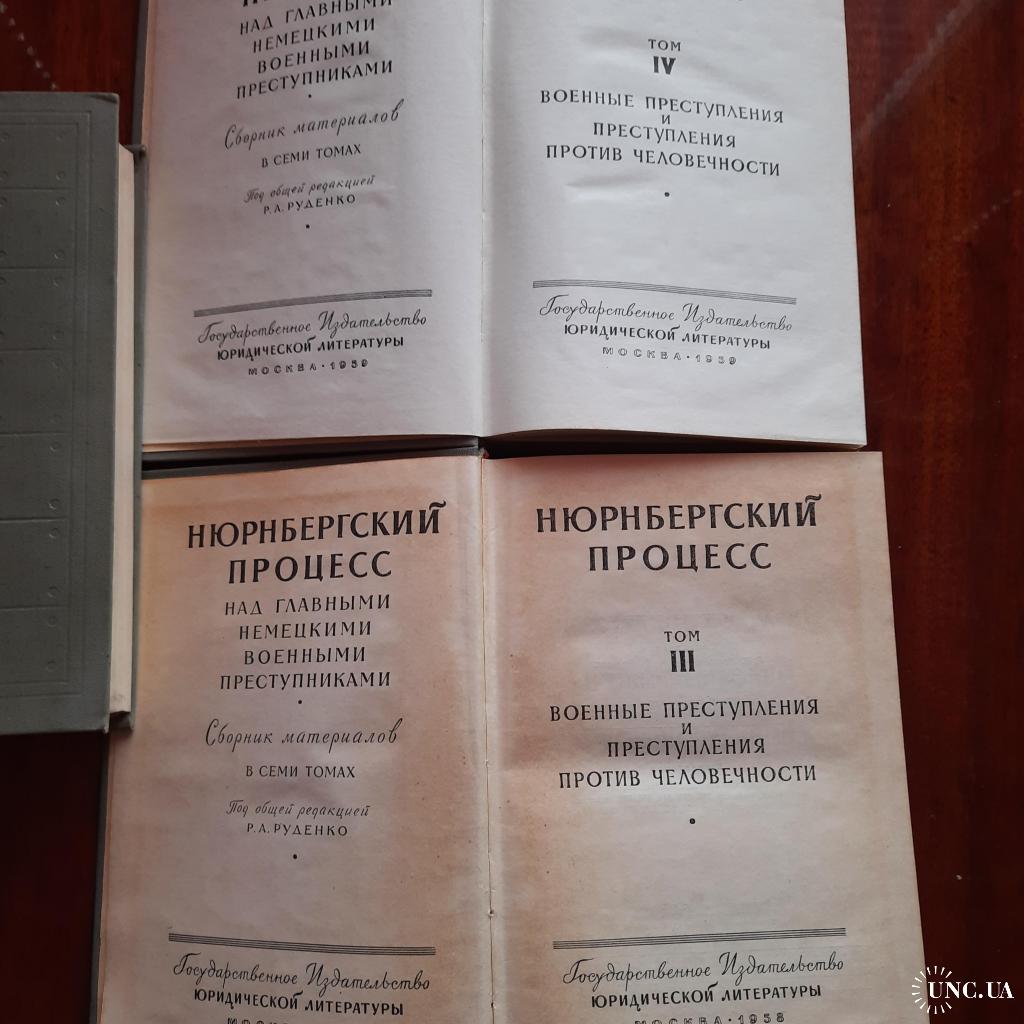 НАД ГЛАВНЫМИ
НЕМЕЦКИМИ
ВОЕННЫМИ
ПРЕСТУПНИКАМИ
Сборник материалов
В СЕМИ ТОМАХ
Под общей редакцией
Р.А.РУДЕНКО
Государственное Издательство
ЮРИДИЧЕСКОЙ ЛИТЕРАТУРЫ
МОСКВА·1959
ТОМ
IV
ВОЕННЫЕ ПРЕСТУПЛЕНИЯ
И
ПРЕСТУПЛЕНИЯ
ПРОТИВ ЧЕЛОВЕЧНОСТИ
Государственное Издательство
ЮРИДИЧЕСКОЙ ЛИТЕРАТУРЫ
МОСКВА·1959
НЮРНБЕРГСКИЙ
ПРОЦЕСС
НАД ГЛАВНЫМИ
НЕМЕЦКИМИ
ВОЕННЫМИ
ПРЕСТУПНИКАМИ
Сборник материалов
В СЕМИ ТОМАХ
Под общей редакцией
Р.А.РУДЕНКО
Государственное Издательство
ЮРИДИЧЕСКОЙ ЛИТЕРАТУРЫ
НЮРНБЕРГСКИЙ
ПРОЦЕСС
ТОМ
III
ВОЕННЫЕ ПРЕСТУПЛЕНИЯ
И
ПРЕСТУПЛЕНИЯ
ПРОТИВ ЧЕЛОВЕЧНОСТИ
Государственное Издательство
ЮРИДИЧЕСКОЙ ЛИТЕРАТУРЫ
МОСКВА·1958
UNC.UA